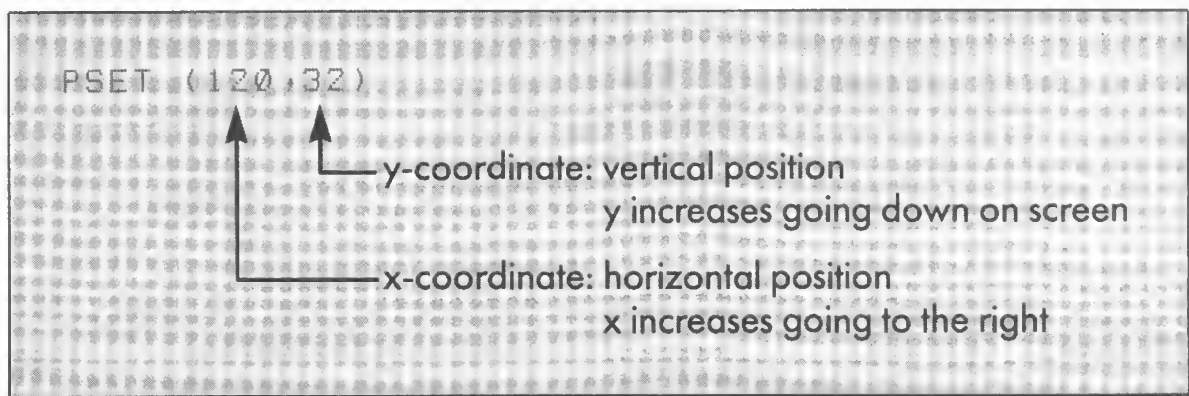 PSET (120,32)
y-coordinate: vertical position
y increases going down on screen
x-coordinate: horizontal position
x increases going to the right